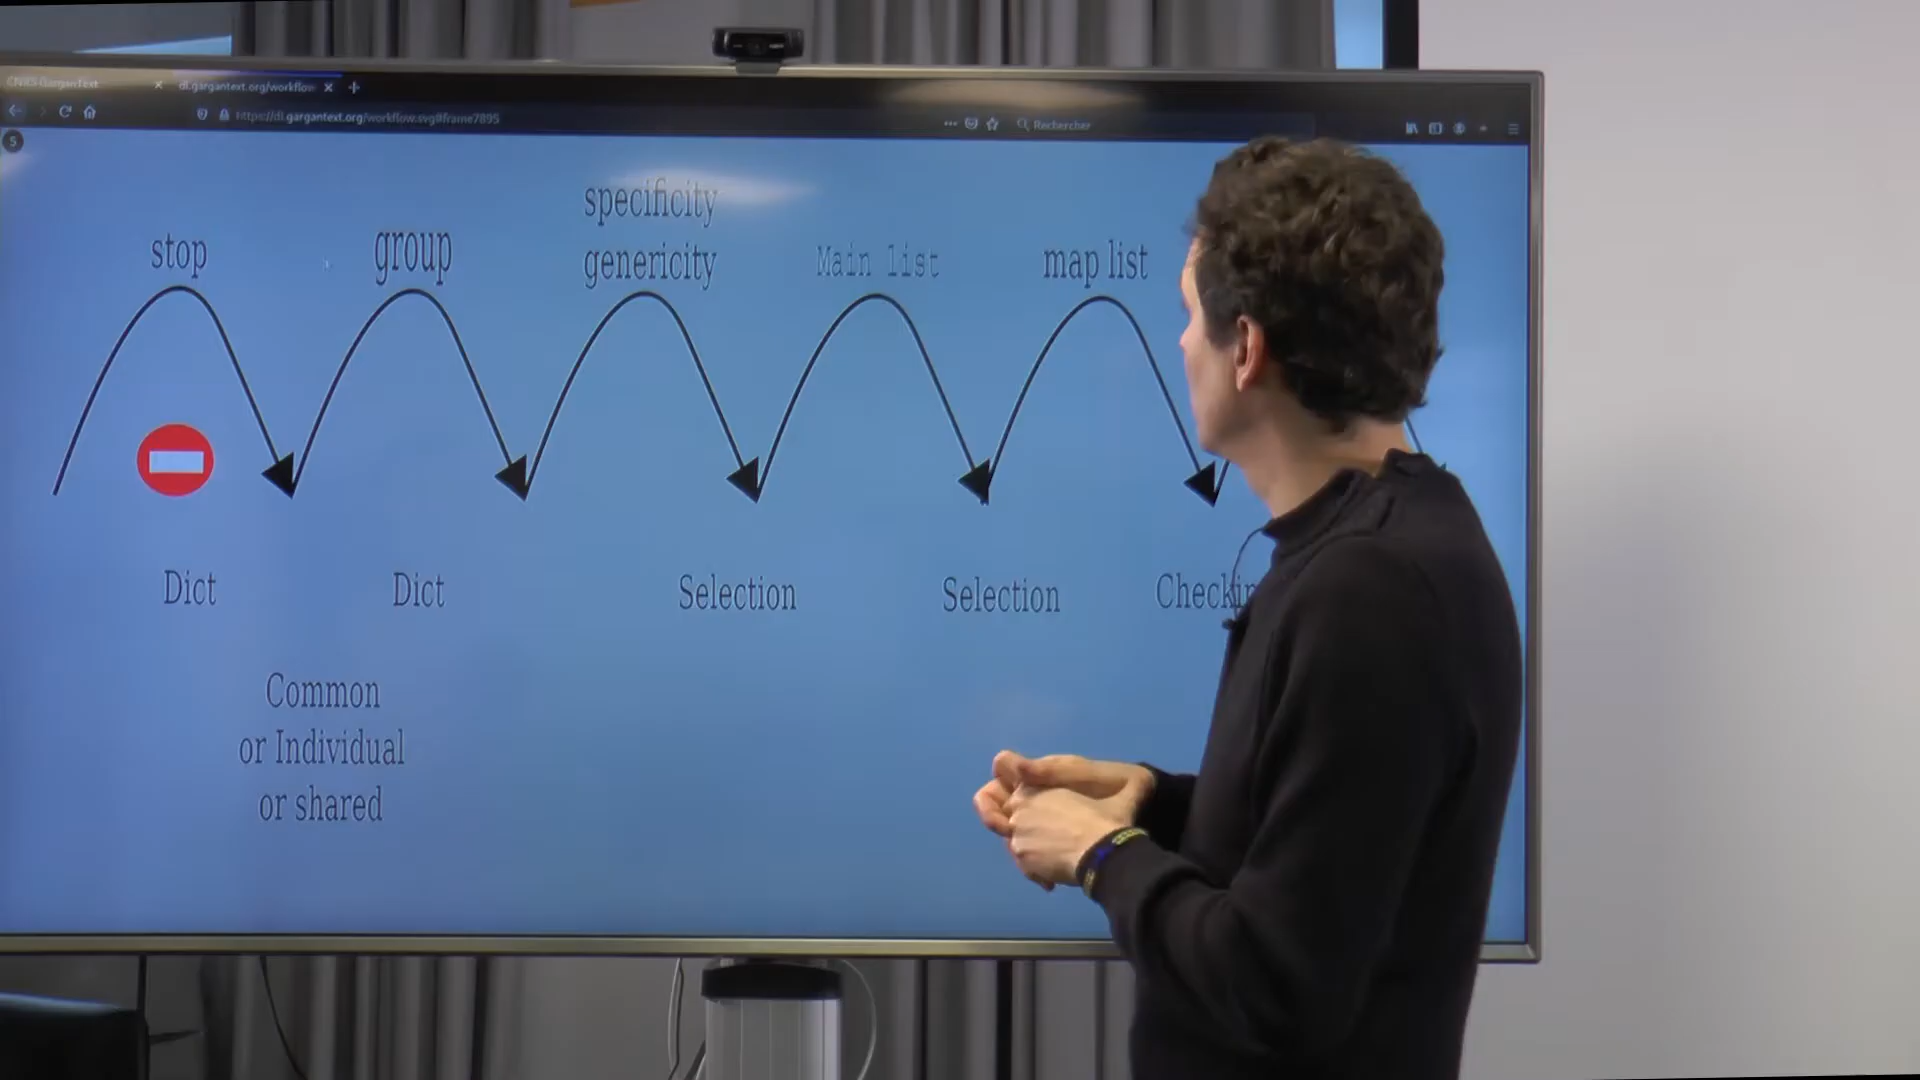 CNRS GarganText
dl.gargantext.org/workflow
https://dl.gargantext.org/workflow.svg#frame7895
Rechercher
S
stop
group
specificity
genericity
Main list
map list
Dict
Dict
Selection
Selection
Checkin
Common
or Individual
or shared